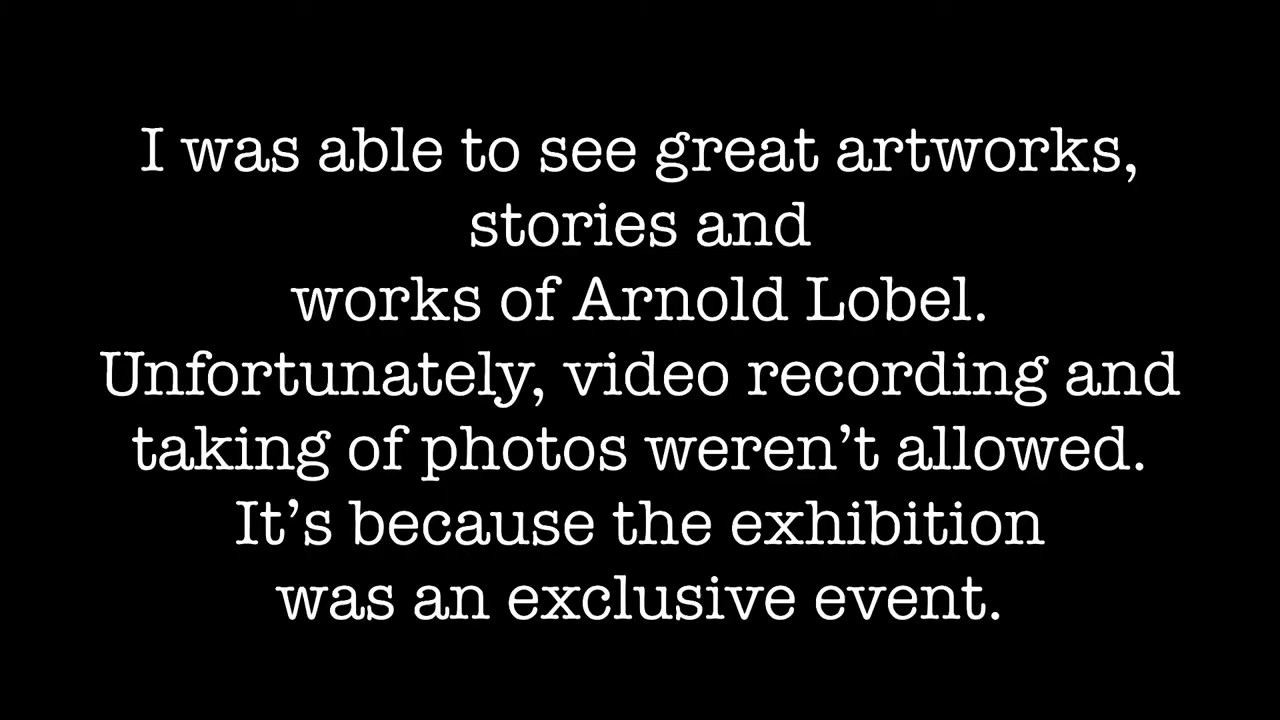 I was able to see great artworks,
stories and
works of Arnold Lobel.
Unfortunately, video recording and
taking of photos weren’t allowed.
It’s because the exhibition
was an exclusive event.